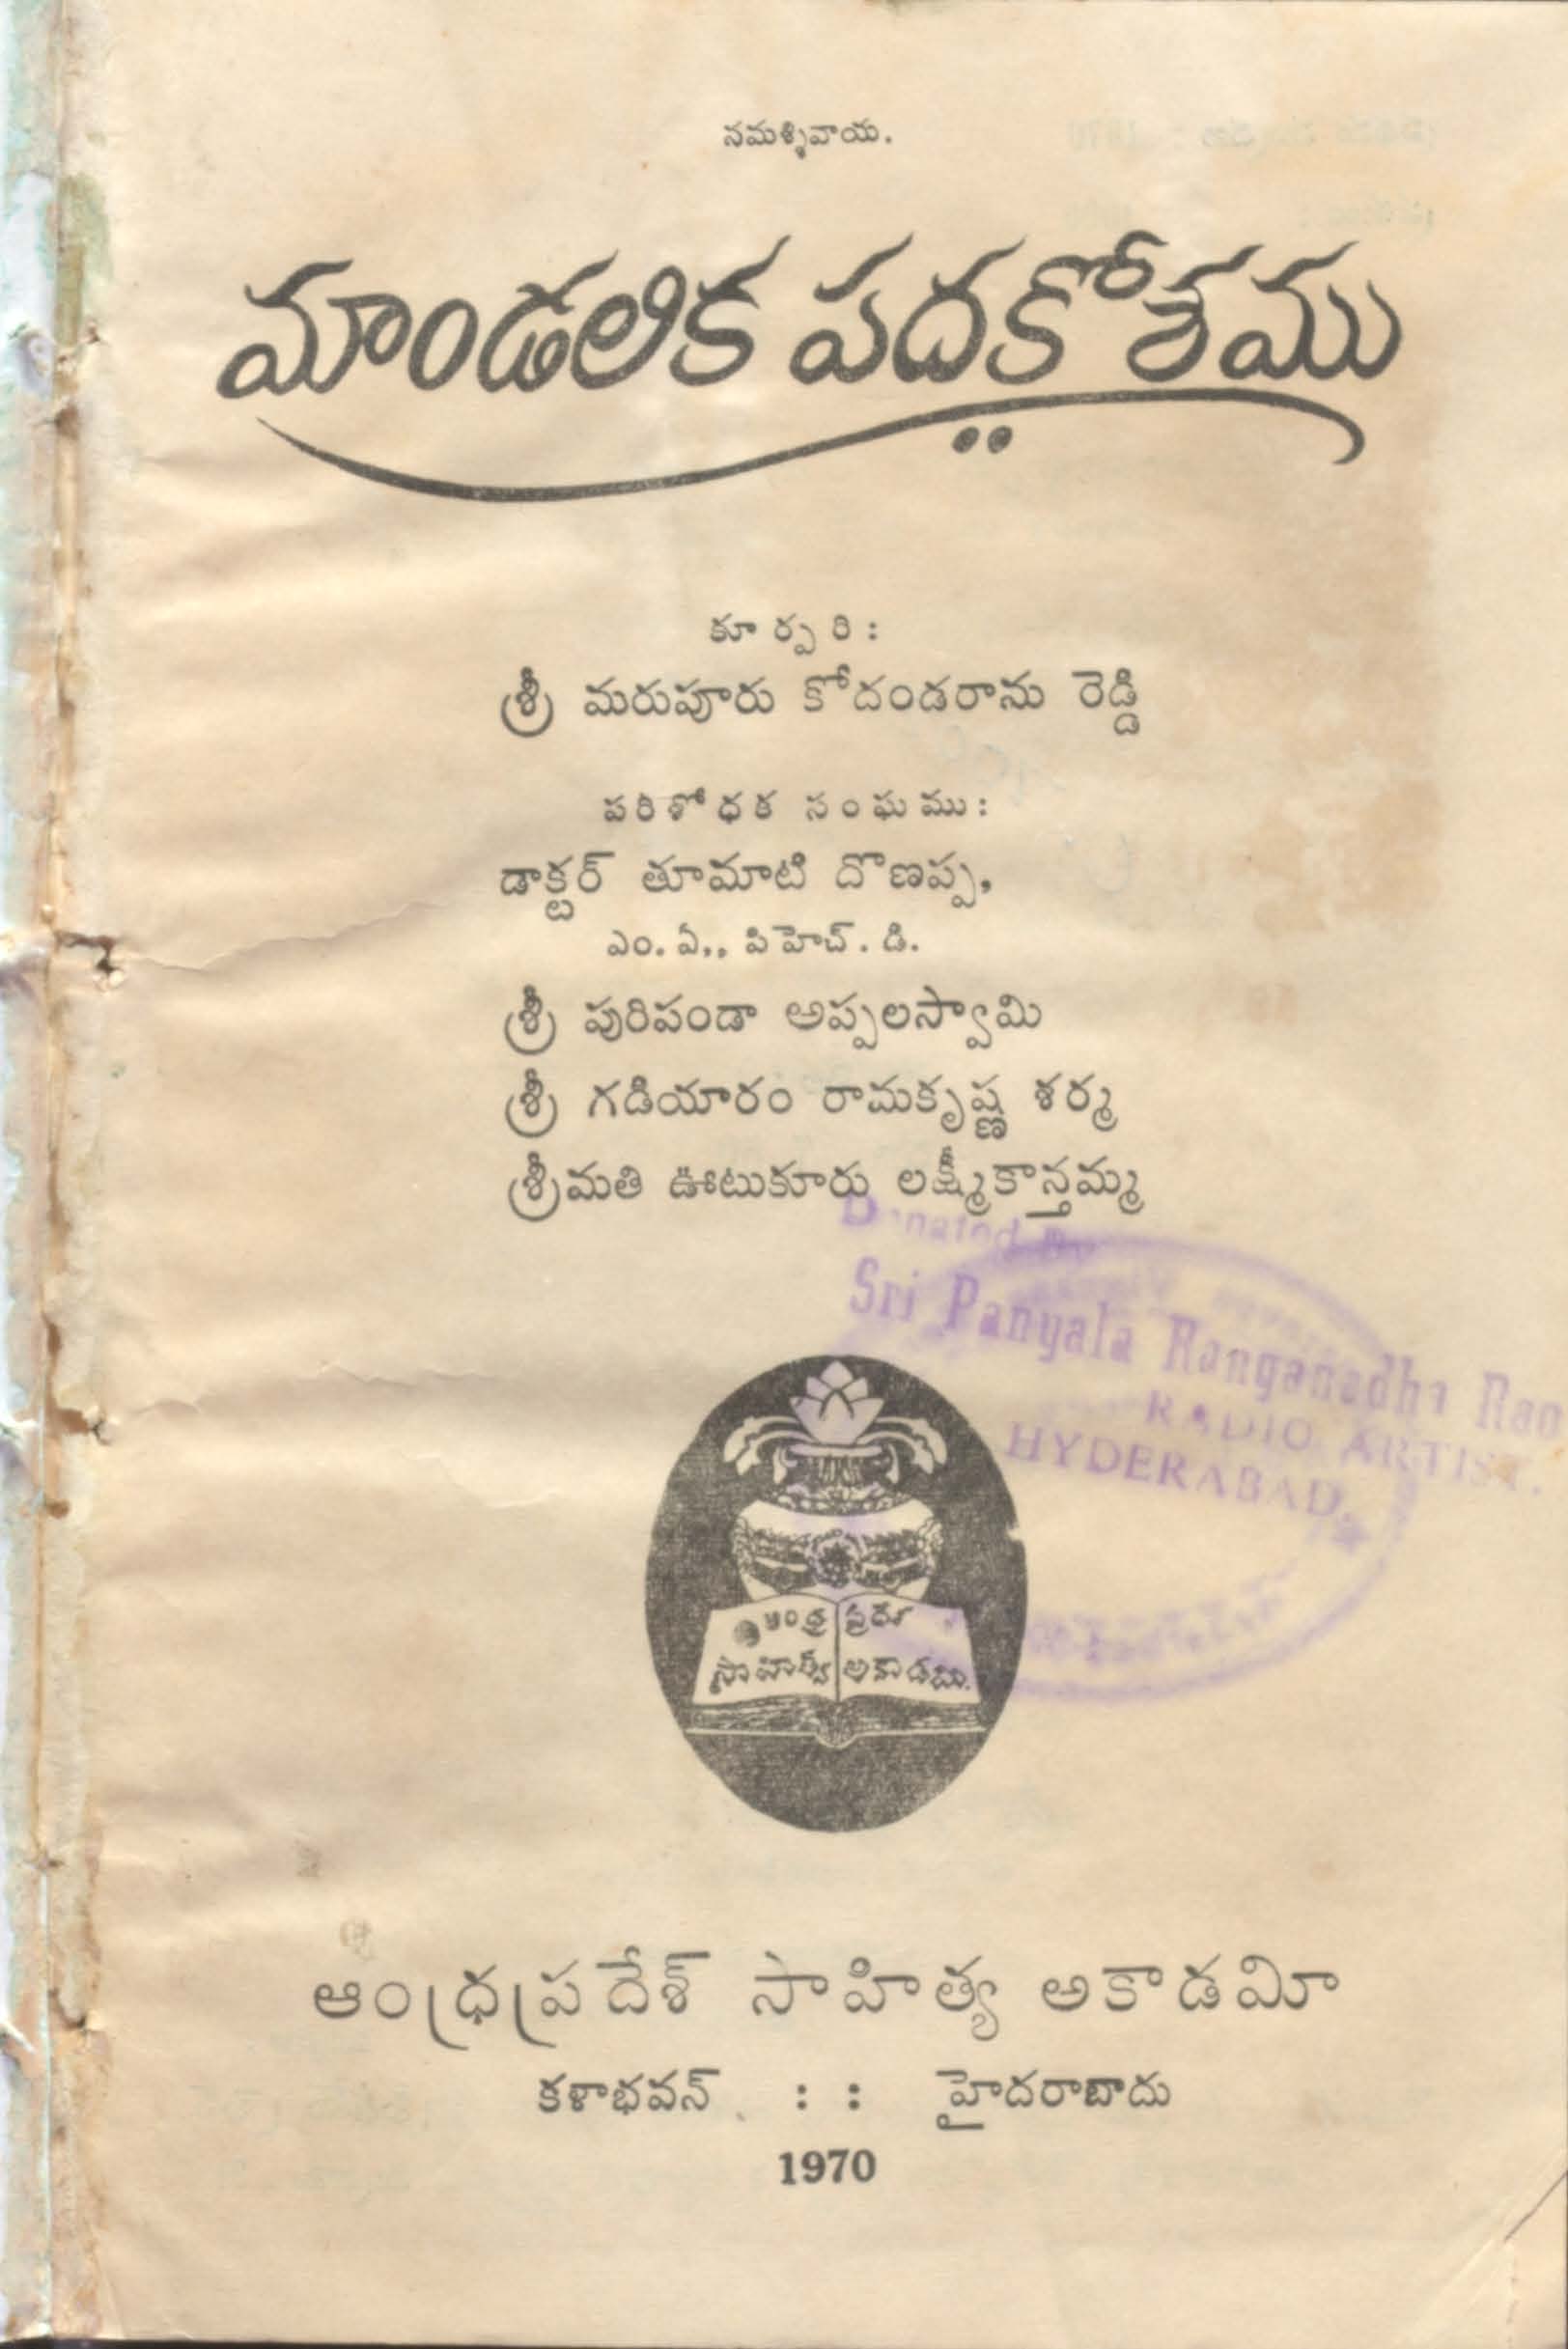 నమశ్శివాయ.
మాండలిక పదకోశము
కూర్పరి :
శ్రీ మరుపూరు కోదండరాము రెడ్డి
పరిశోధక సంఘము :
డాక్టర్ తూమాటి దొణప్ప,
ఎం. ఏ., పిహెచ్. డి.
శ్రీ పురిపండా అప్పలస్వామి
శ్రీ గడియారం రామకృష్ణ శర్మ
శ్రీమతి ఊటుకూరు లక్ష్మీకాన్తమ్మ
Donated By
Sri Panyala Ranganadha Rao
RADIO ARTIST.
HYDERABAD.
ఆంధ్ర ప్రదేశ
సాహిత్య అకాడమి.
ఆంధ్రప్రదేశ్ సాహిత్య అకాడమీ
కళాభవన్ : : హైదరాబాదు
1970